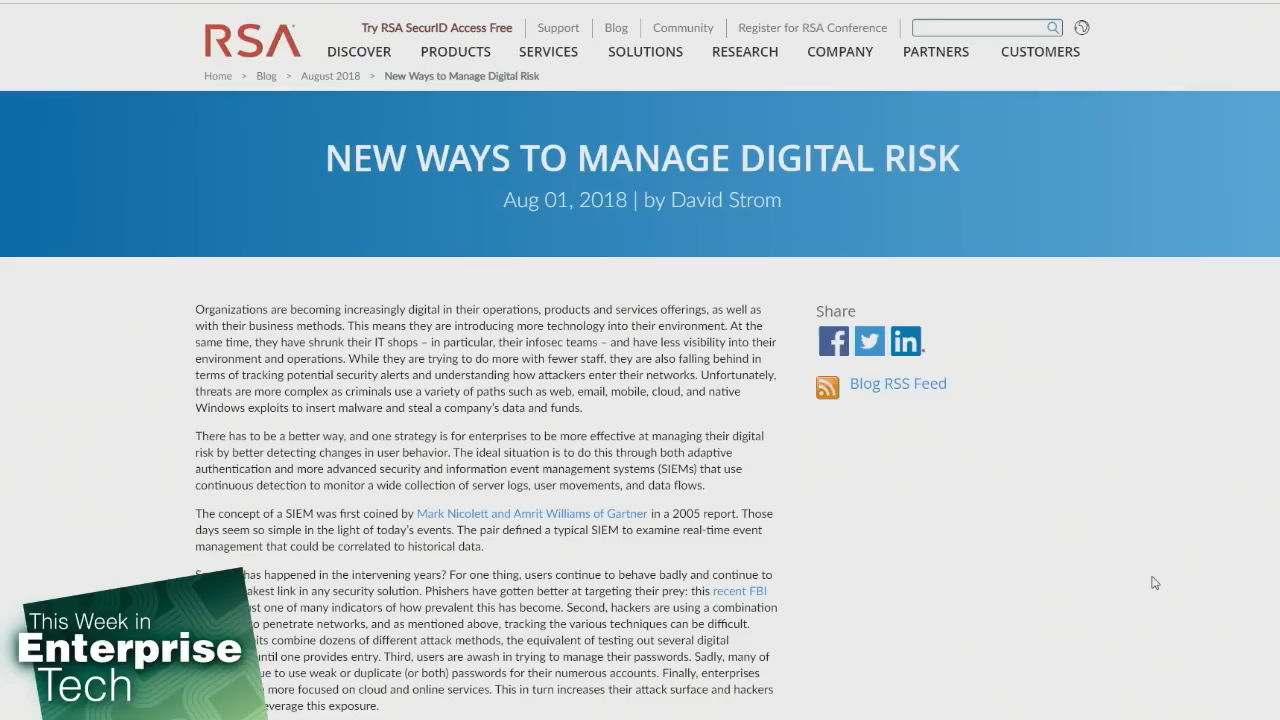 RSA
Try RSA SecurID Access Free
Support
Blog
Community
Register for RSA Conference
DISCOVER PRODUCTS SERVICES SOLUTIONS RESEARCH COMPANY PARTNERS CUSTOMERS
Home > Blog > August 2018 > New Ways to Manage Digital Risk
NEW WAYS TO MANAGE DIGITAL RISK
Aug 01, 2018 | by David Strom
Organizations are becoming increasingly digital in their operations, products and services offerings, as well as
with their business methods. This means they are introducing more technology into their environment. At the
same time, they have shrunk their IT shops – in particular, their infosec teams – and have less visibility into their
environment and operations. While they are trying to do more with fewer staff, they are also falling behind in
terms of tracking potential security alerts and understanding how attackers enter their networks. Unfortunately,
threats are more complex as criminals use a variety of paths such as web, email, mobile, cloud, and native
Windows exploits to insert malware and steal a company's data and funds.
There has to be a better way, and one strategy is for enterprises to be more effective at managing their digital
risk by better detecting changes in user behavior. The ideal situation is to do this through both adaptive
authentication and more advanced security and information event management systems (SIEMs) that use
continuous detection to monitor a wide collection of server logs, user movements, and data flows.
The concept of a SIEM was first coined by Mark Nicolett and Amrit Williams of Gartner in a 2005 report. Those
days seem so simple in the light of today's events. The pair defined a typical SIEM to examine real-time event
management that could be correlated to historical data.
has happened in the intervening years? For one thing, users continue to behave badly and continue to
link in any security solution. Phishers have gotten better at targeting their prey: this recent FBI
one of many indicators of how prevalent this has become. Second, hackers are using a combination
to penetrate networks, and as mentioned above, tracking the various techniques can be difficult.
combine dozens of different attack methods, the equivalent of testing out several digital
until one provides entry. Third, users are awash in trying to manage their passwords. Sadly, many of
to use weak or duplicate (or both) passwords for their numerous accounts. Finally, enterprises
more focused on cloud and online services. This in turn increases their attack surface and hackers
this exposure.
Share
Blog RSS Feed
This Week in
Enterprise
Tech